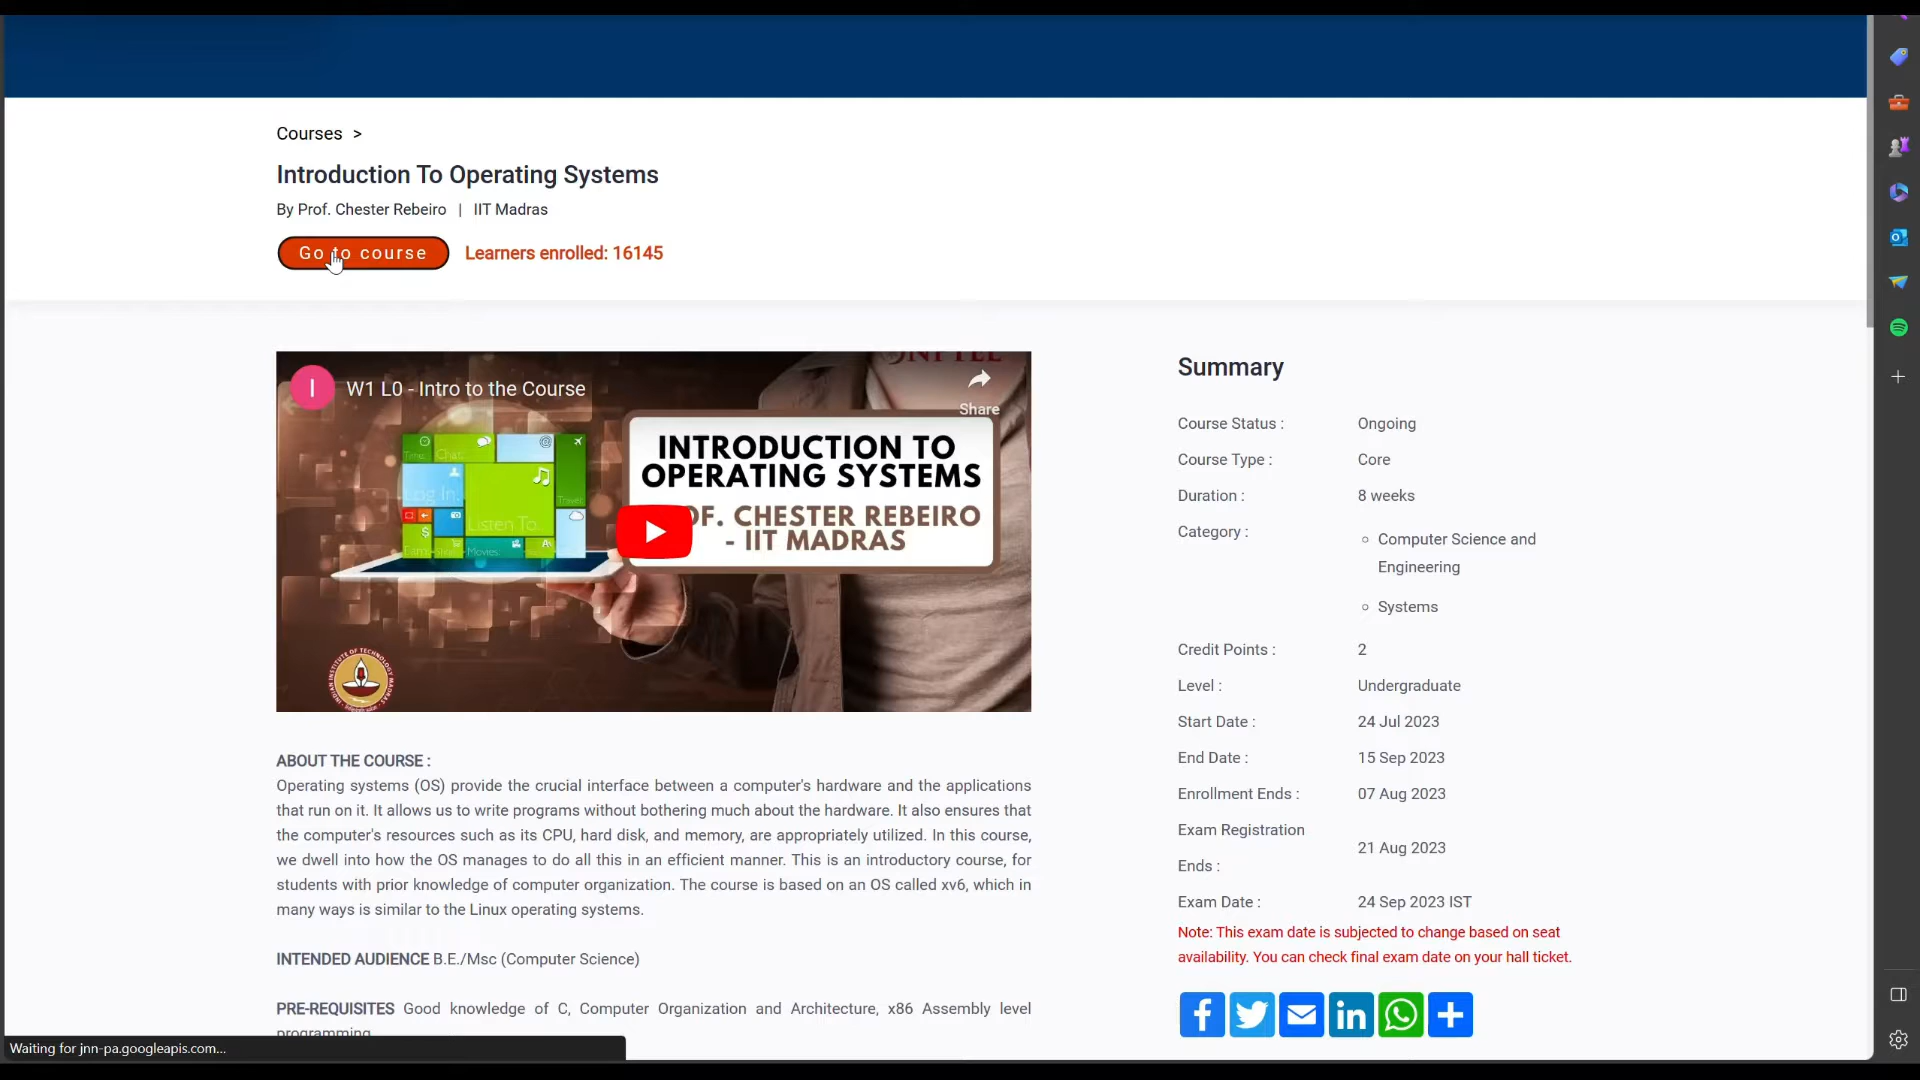 Courses >
Introduction To Operating Systems
By Prof. Chester Rebeiro | IIT Madras
Go to course
Learners enrolled: 16145
NPTEL
I
W1 L0 - Intro to the Course
Share
Time
Chat
Log In
Listen To...
Travel
Movies
INTRODUCTION TO
OPERATING SYSTEMS
OF. CHESTER REBEIRO
- IIT MADRAS
ABOUT THE COURSE :
Operating systems (OS) provide the crucial interface between a computer's hardware and the applications
that run on it. It allows us to write programs without bothering much about the hardware. It also ensures that
the computer's resources such as its CPU, hard disk, and memory, are appropriately utilized. In this course,
we dwell into how the OS manages to do all this in an efficient manner. This is an introductory course, for
students with prior knowledge of computer organization. The course is based on an OS called xv6, which in
many ways is similar to the Linux operating systems.
INTENDED AUDIENCE B.E./Msc (Computer Science)
PRE-REQUISITES Good knowledge of C, Computer Organization and Architecture, x86 Assembly level
programming
Summary
Course Status : Ongoing
Course Type : Core
Duration : 8 weeks
Category :
Computer Science and
Engineering
Systems
Credit Points : 2
Level : Undergraduate
Start Date : 24 Jul 2023
End Date : 15 Sep 2023
Enrollment Ends : 07 Aug 2023
Exam Registration
Ends : 21 Aug 2023
Exam Date : 24 Sep 2023 IST
Note: This exam date is subjected to change based on seat
availability. You can check final exam date on your hall ticket.
Waiting for jnn-pa.googleapis.com...